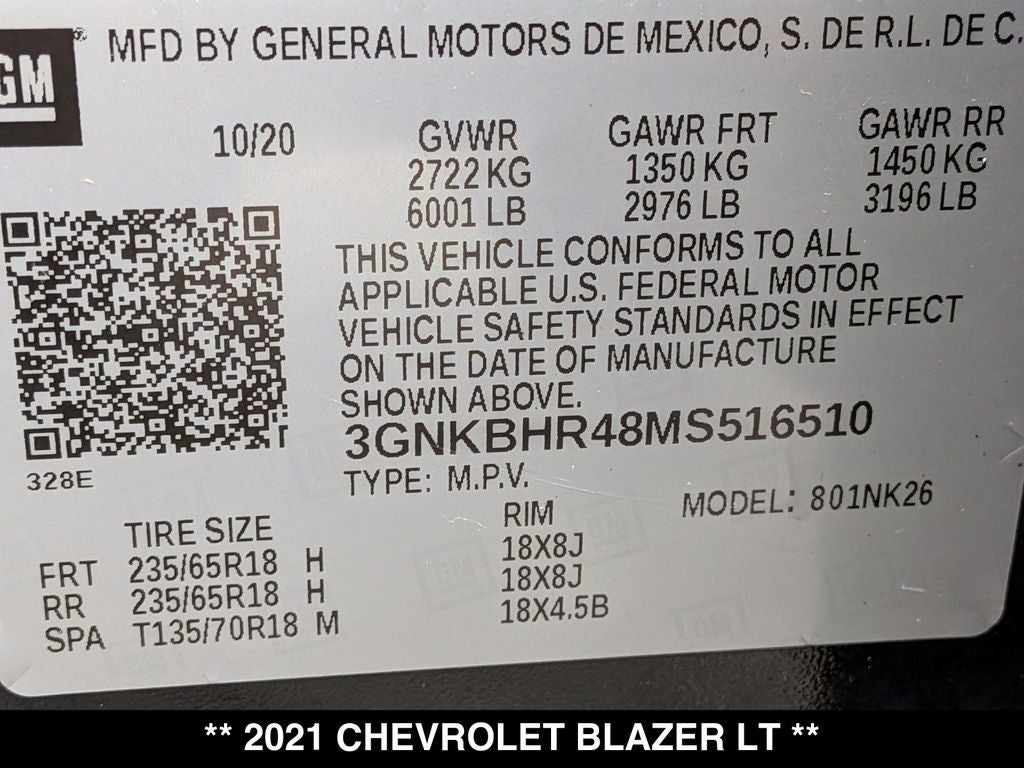 GM® MFD BY GENERAL MOTORS DE MEXICO, S. DE R.L. DE C.
10/20 GVWR GAWR FRT GAWR RR
2722 KG 1350 KG 1450 KG
6001 LB 2976 LB 3196 LB
THIS VEHICLE CONFORMS TO ALL
APPLICABLE U.S. FEDERAL MOTOR
VEHICLE SAFETY STANDARDS IN EFFECT
ON THE DATE OF MANUFACTURE
SHOWN ABOVE.
3GNKBHR48MS516510
328E
TYPE: M.P.V. MODEL: 801NK26
TIRE SIZE RIM
FRT 235/65R18 H 18X8J
RR 235/65R18 H 18X8J
SPA T135/70R18 M 18X4.5B
** 2021 CHEVROLET BLAZER LT **